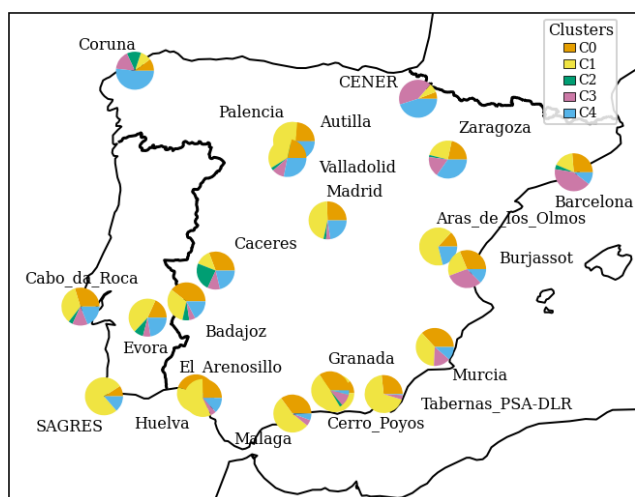 Coruna
Clusters
C0
C1
C2
C3
C4
CENER
Palencia
Autilla
Zaragoza
Valladolid
Madrid
Barcelona
Aras_de_los_Olmos
Caceres
Burjassot
Cabo_da_Roca
Badajoz
Evora
El_Arenosillo
Granada
Murcia
Tabernas_PSA-DLR
SAGRES
Huelva
Cerro_Poyos
Malaga